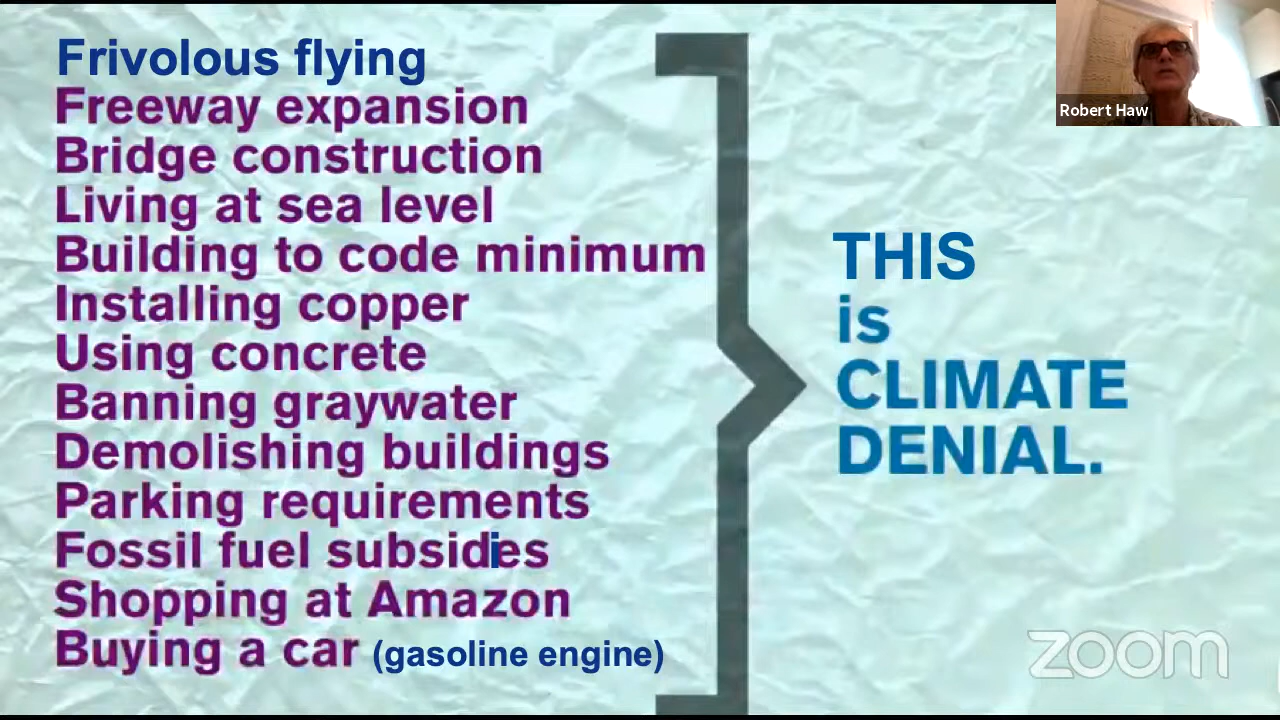 Frivolous flying
Freeway expansion
Bridge construction
Living at sea level
Building to code minimum
Installing copper
Using concrete
Banning graywater
Demolishing buildings
Parking requirements
Fossil fuel subsidies
Shopping at Amazon
Buying a car (gasoline engine)
THIS
is
CLIMATE
DENIAL.
Robert Haw
zoom